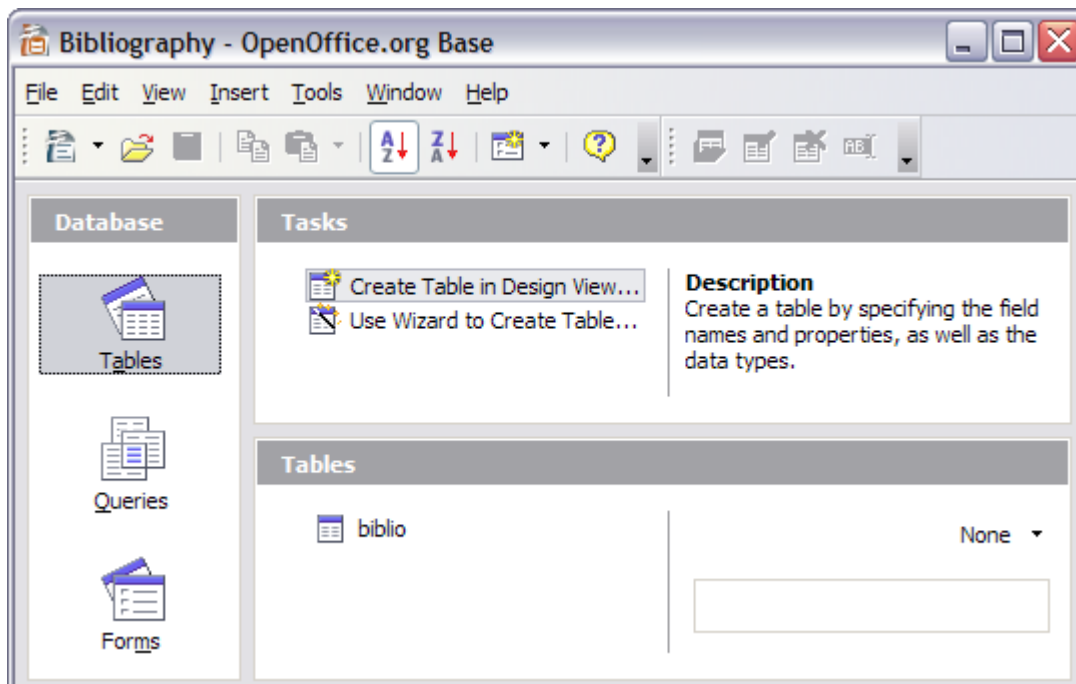 Bibliography - OpenOffice.org Base
File Edit View Insert Tools Window Help
Database
Tables
Queries
Forms
Tasks
Create Table in Design View...
Use Wizard to Create Table...
Description
Create a table by specifying the field
names and properties, as well as the
data types.
Tables
biblio
None